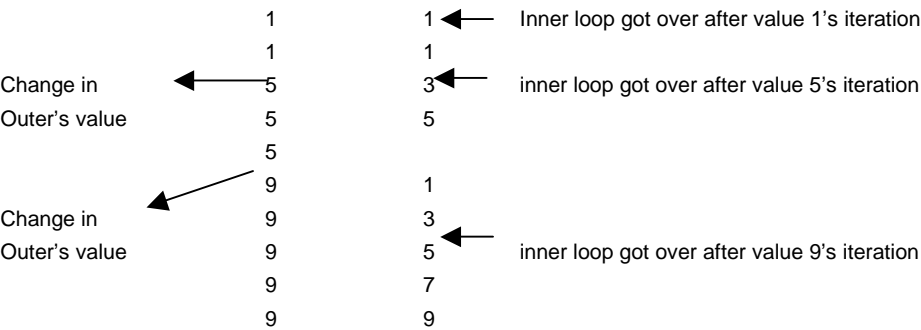 1 1 Inner loop got over after value 1’s iteration
1 1
Change in 5 3 inner loop got over after value 5’s iteration
Outer’s value 5 5
5
9 1
Change in 9 3
Outer’s value 9 5 inner loop got over after value 9’s iteration
9 7
9 9